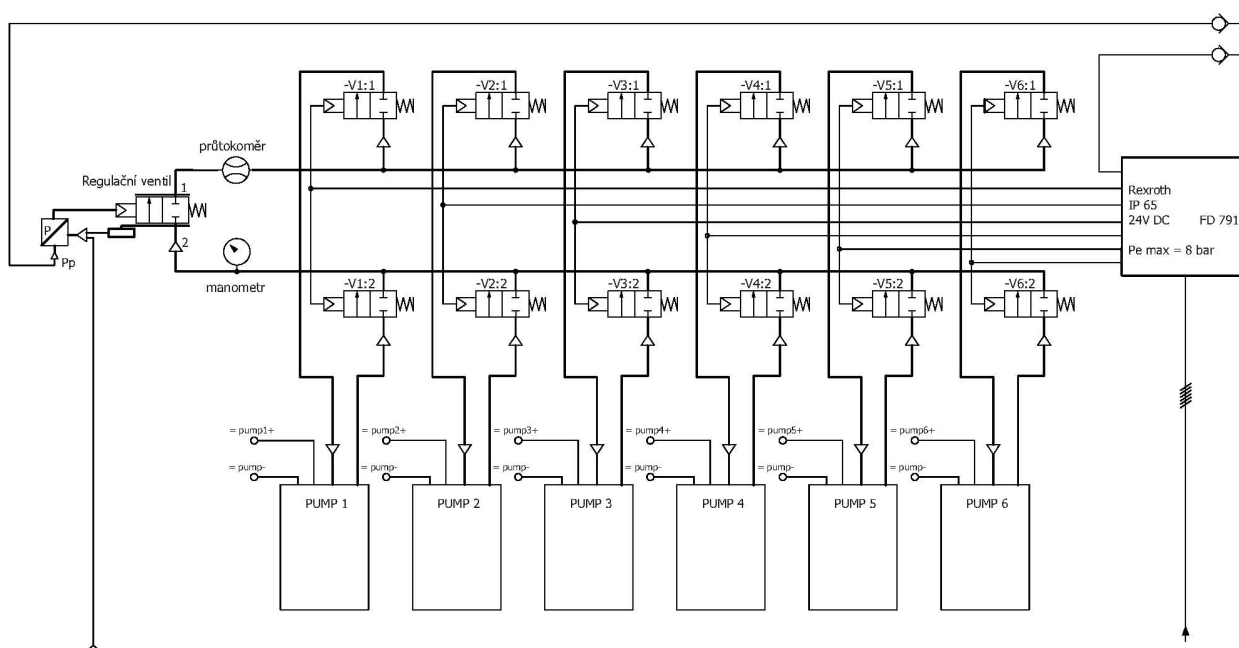 -V1:1
-V2:1
-V3:1
-V4:1
-V5:1
-V6:1
průtokoměr
Regulační ventil
1
2
P
Pp
manometr
Rexroth
IP 65
24V DC
FD 791
Pe max = 8 bar
-V1:2
-V2:2
-V3:2
-V4:2
-V5:2
-V6:2
= pump1+
= pump2+
= pump3+
= pump4+
= pump5+
= pump6+
= pump-
= pump-
= pump-
= pump-
= pump-
= pump-
PUMP 1
PUMP 2
PUMP 3
PUMP 4
PUMP 5
PUMP 6